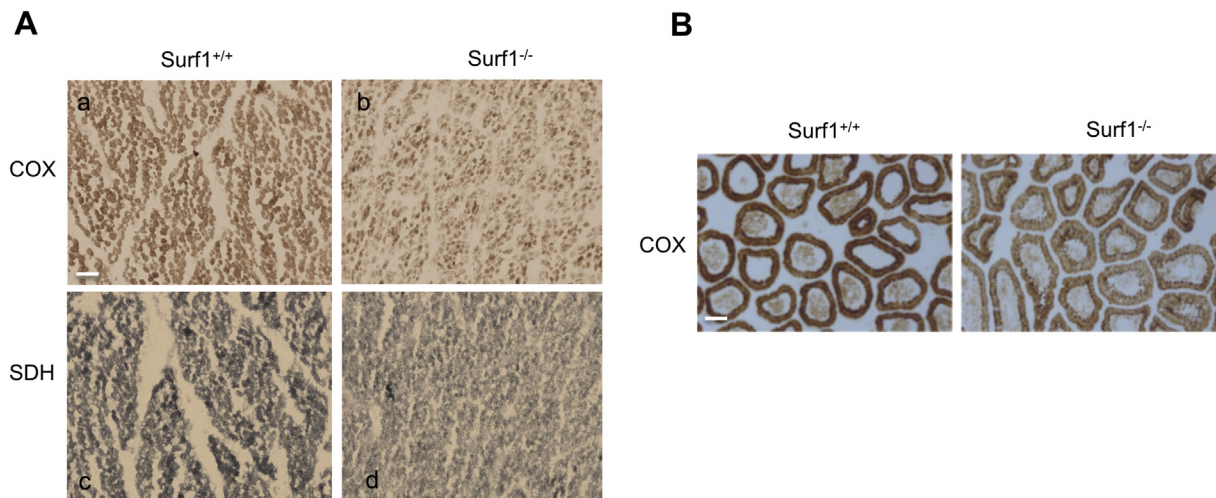 A
B
Surf1+/+
Surf1-/-
a
b
COX
SDH
c
d
Surf1+/+
Surf1-/-
COX